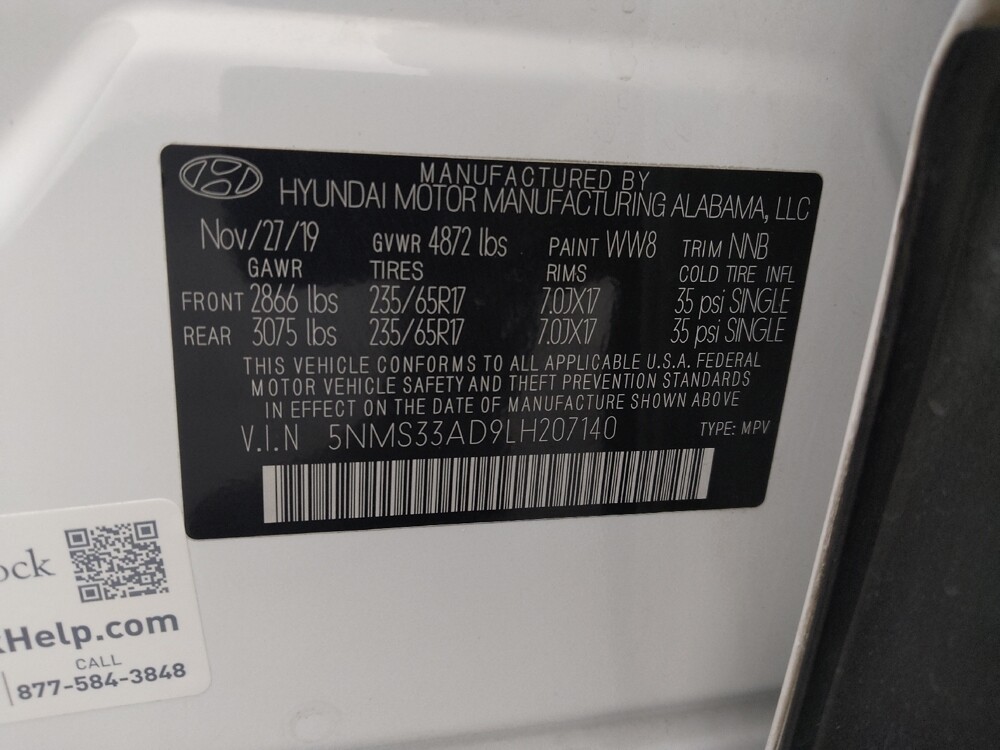 MANUFACTURED BY
HYUNDAI MOTOR MANUFACTURING ALABAMA, LLC
Nov/27/19 GVWR 4872 lbs PAINT WW8 TRIM NNB
GAWR TIRES RIMS COLD TIRE INFL
FRONT 2866 lbs 235/65R17 7.0JX17 35 psi SINGLE
REAR 3075 lbs 235/65R17 7.0JX17 35 psi SINGLE
THIS VEHICLE CONFORMS TO ALL APPLICABLE U.S.A. FEDERAL
MOTOR VEHICLE SAFETY AND THEFT PREVENTION STANDARDS
IN EFFECT ON THE DATE OF MANUFACTURE SHOWN ABOVE
V.I.N 5NMS33AD9LH207140 TYPE: MPV
ock
Help.com
CALL
877-584-3848